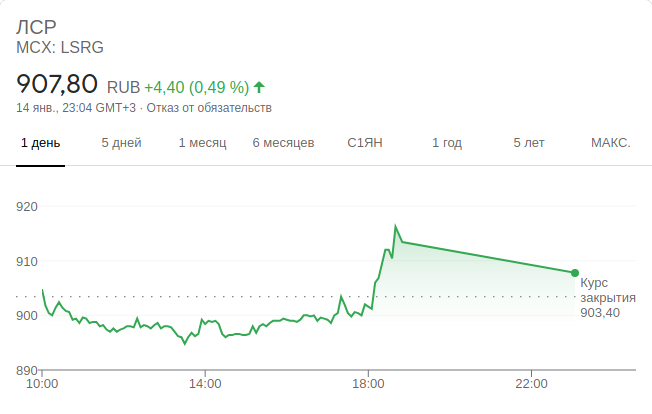 ЛСР
MCX: LSRG
907,80 RUB +4,40 (0,49 %)
14 янв., 23:04 GMT+3 · Отказ от обязательств
1 день 5 дней 1 месяц 6 месяцев С1ЯН 1 год 5 лет МАКС.
920
910
900
890
Курс
закрытия
903,40
10:00 14:00 18:00 22:00